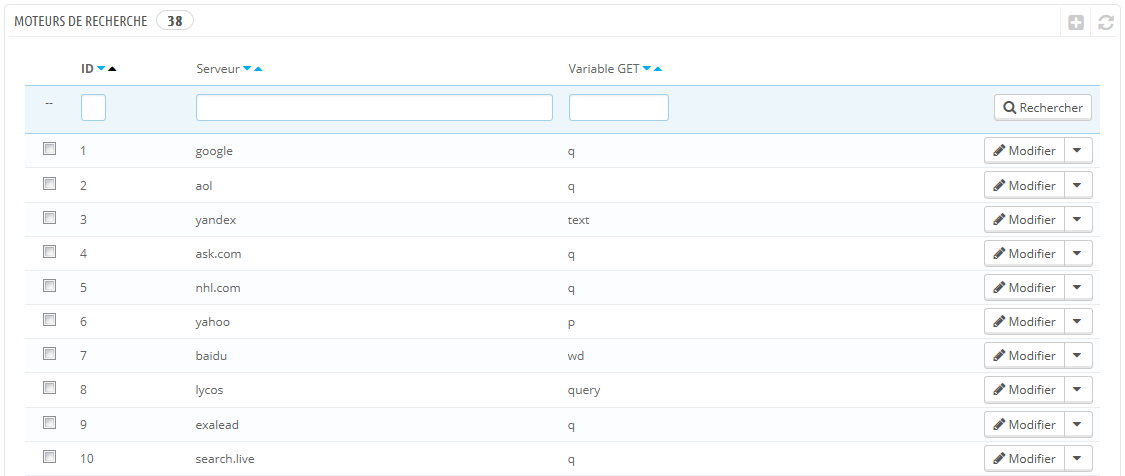 MOTEURS DE RECHERCHE 38
ID Serveur Variable GET
-- Rechercher
1 google q Modifier
2 aol q Modifier
3 yandex text Modifier
4 ask.com q Modifier
5 nhl.com q Modifier
6 yahoo p Modifier
7 baidu wd Modifier
8 lycos query Modifier
9 exalead q Modifier
10 search.live q Modifier